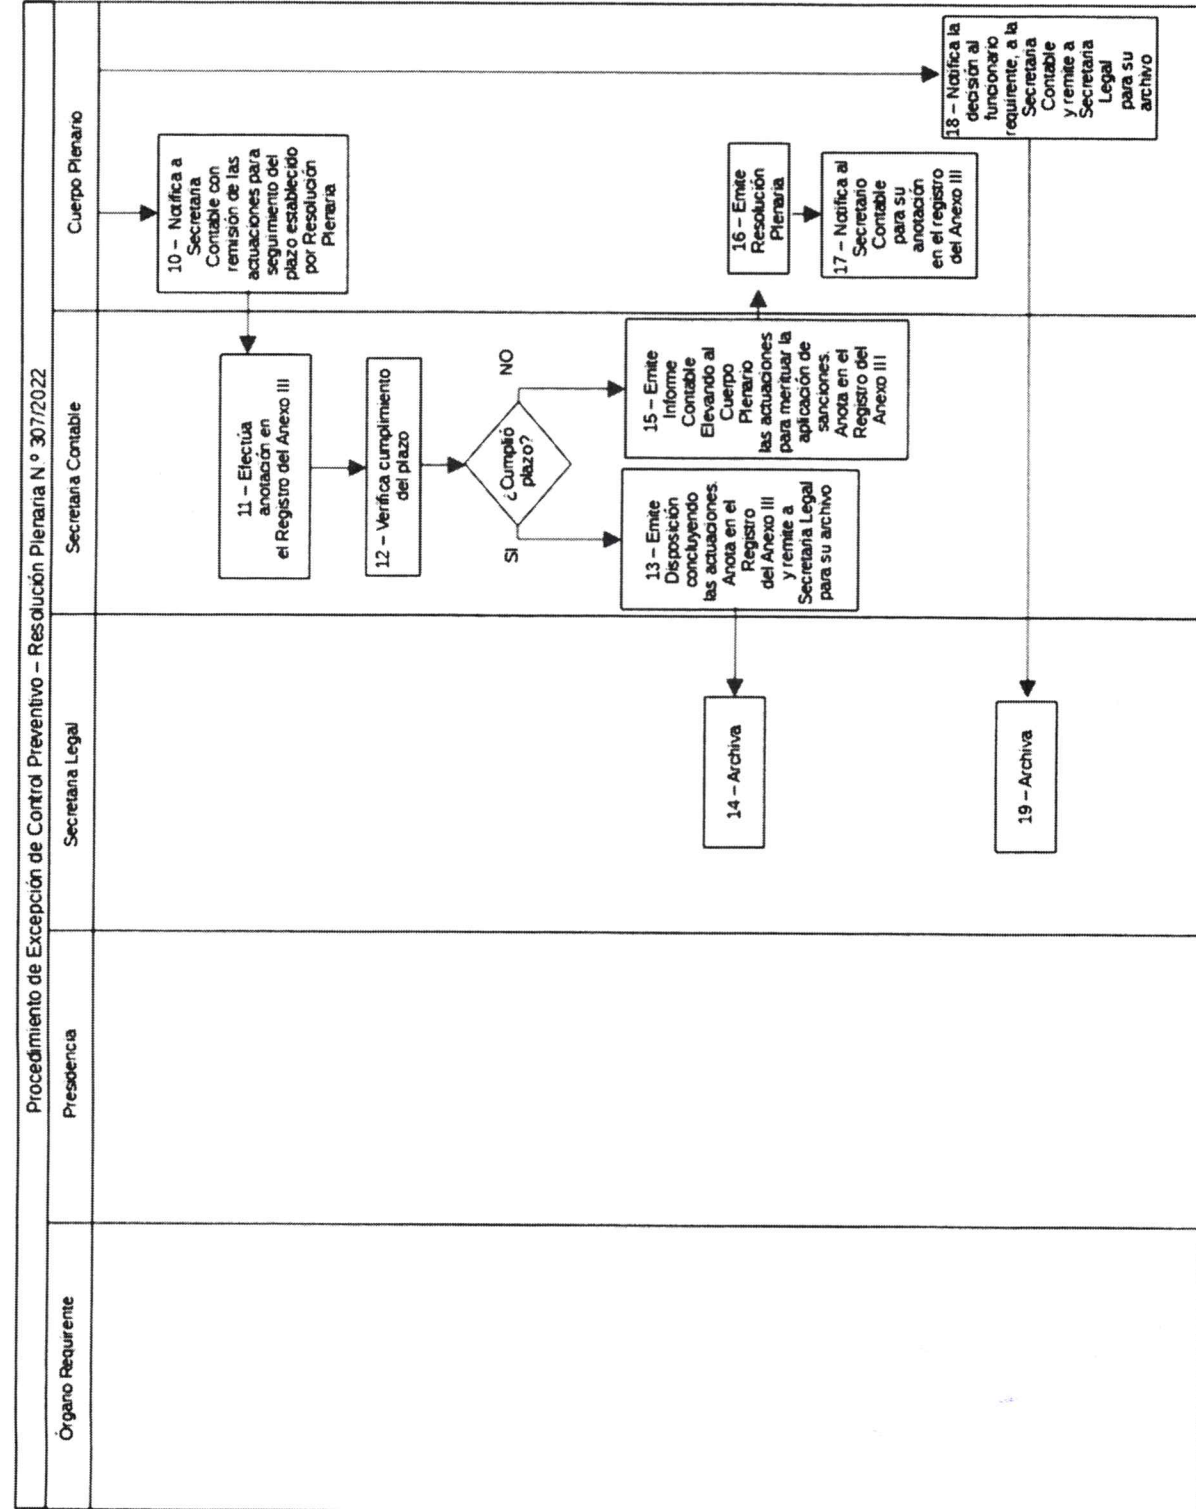 Procedimiento de Excepción de Control Preventivo – Resolución Plenaria N.º 307/2022
Órgano Requirente
Presidencia
Secretaria Legal
Secretaria Contable
Cuerpo Plenario
10 – Notifica a
Secretaria
Contable con
remisión de las
actuaciones para
seguimiento del
plazo establecido
por Resolución
Plenaria
11 – Efectúa
anotación en
el Registro del Anexo III
12 – Verifica cumplimiento
del plazo
¿Cumplió
plazo?
SI
NO
13 – Emite
Disposición
concluyendo
las actuaciones.
Anota en el
Registro
del Anexo III
y remite a
Secretaria Legal
para su archivo
14 – Archiva
15 – Emite
Informe
Contable
Elevando al
Cuerpo
Plenario
las actuaciones
para merituar la
aplicación de
sanciones.
Anota en el
Registro del
Anexo III
16 – Emite
Resolución
Plenaria
17 – Notifica al
Secretario
Contable
para su
anotación
en el registro
del Anexo III
18 – Notifica la
decisión al
funcionario
requirente, a la
Secretaria
Contable
y remite a
Secretaria
Legal
para su
archivo
19 – Archiva